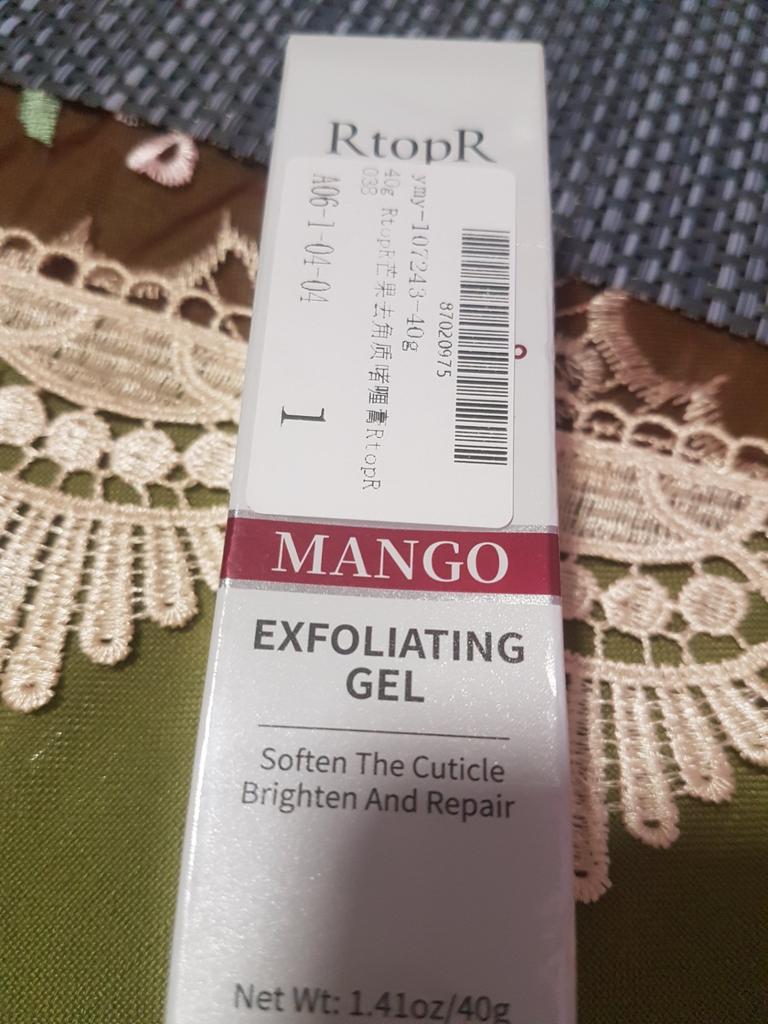 RtopR
87020975
ymy-107243-40g
40g RtopR芒果去角质啫喱膏RtopR
038
A06-1-04-04
1
MANGO
EXFOLIATING
GEL
Soften The Cuticle
Brighten And Repair
Net Wt: 1.41oz/40g